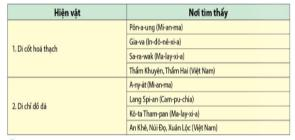 Hiện vật Nơi tìm thấy
1. Di cốt hoá thạch
Pôn-a-ung (Mi-an-ma)
Gia-va (In-đô-nê-xi-a)
Sa-ra-wak (Ma-lay-xi-a)
Thẩm Khuyên, Thẩm Hai (Việt Nam)
2. Di chỉ đồ đá
A-ny-át (Mi-an-ma)
Lang Spi-an (Cam-pu-chia)
Kô-ta Tham-pan (Ma-lay-xi-a)
An Khê, Núi Đọ, Xuân Lộc (Việt Nam)